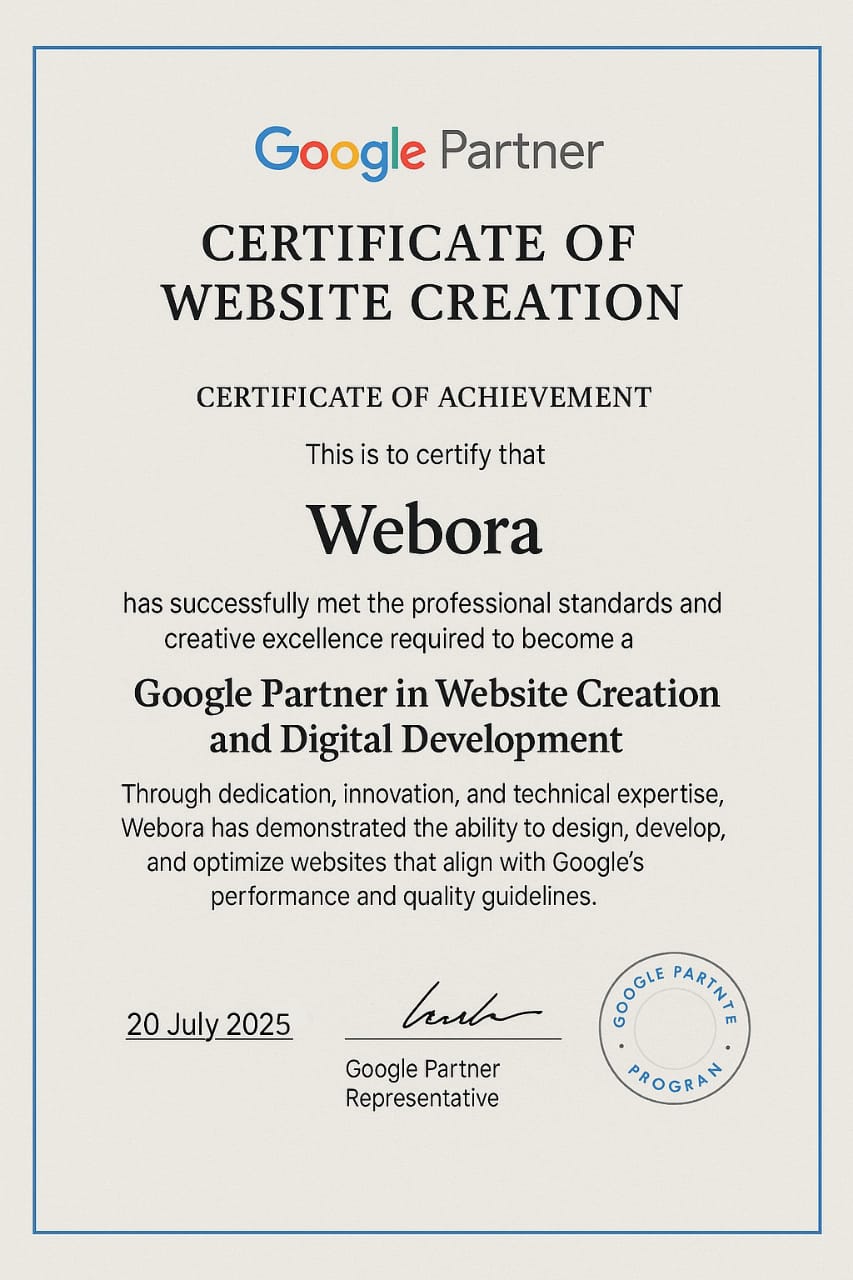 Google Partner
CERTIFICATE OF
WEBSITE CREATION
CERTIFICATE OF ACHIEVEMENT
This is to certify that
Webora
has successfully met the professional standards and
creative excellence required to become a
Google Partner in Website Creation
and Digital Development
Through dedication, innovation, and technical expertise,
Webora has demonstrated the ability to design, develop,
and optimize websites that align with Google’s
performance and quality guidelines.
20 July 2025
Google Partner
Representative
GOOGLE PARTNTE
PROGRAN